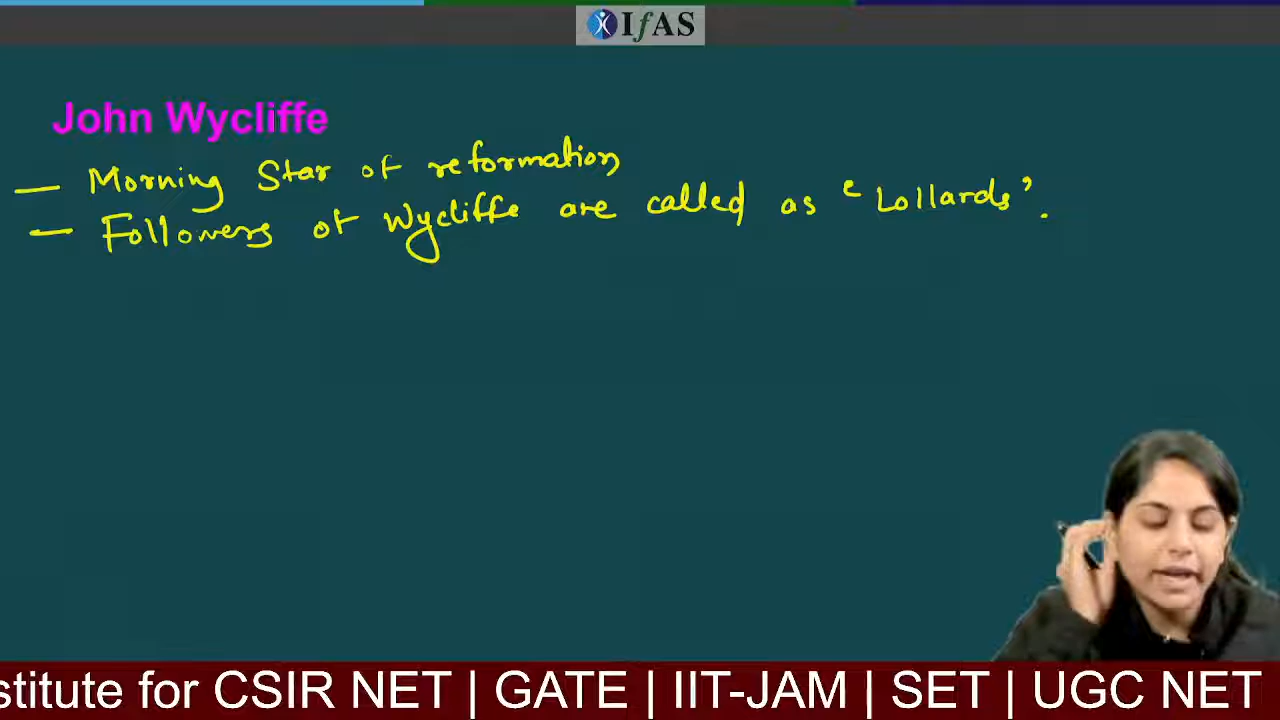 IfAS
John Wycliffe
— Morning Star of reformation
— Followers of Wycliffe are called as 'Lollards'.
stitute for CSIR NET | GATE | IIT-JAM | SET | UGC NET